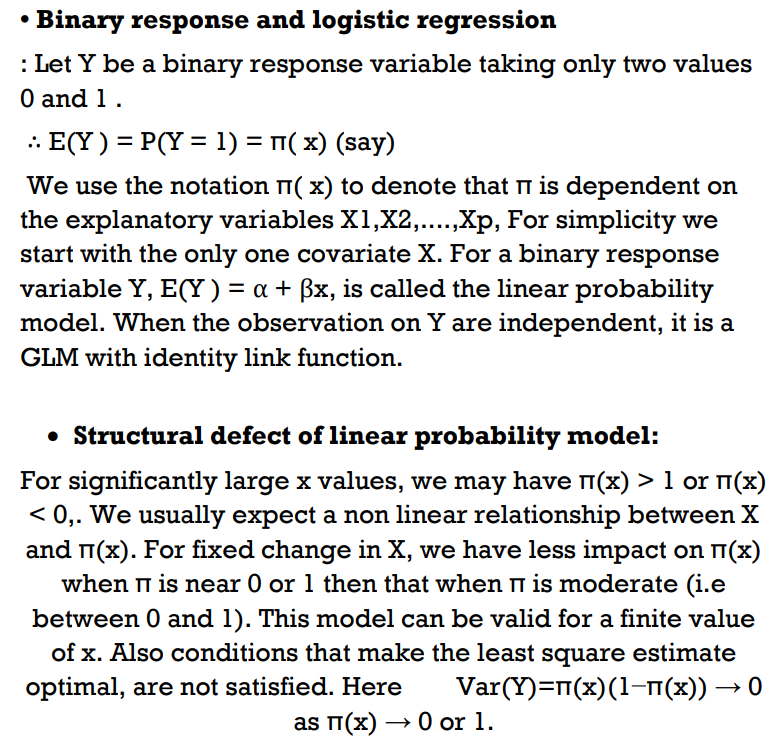 • Binary response and logistic regression
: Let Y be a binary response variable taking only two values
0 and 1 .
∴ E(Y ) = P(Y = 1) = π( x) (say)
We use the notation π( x) to denote that π is dependent on
the explanatory variables X1,X2,....,Xp, For simplicity we
start with the only one covariate X. For a binary response
variable Y, E(Y ) = α + βx, is called the linear probability
model. When the observation on Y are independent, it is a
GLM with identity link function.
• Structural defect of linear probability model:
For significantly large x values, we may have π(x) > 1 or π(x)
< 0,. We usually expect a non linear relationship between X
and π(x). For fixed change in X, we have less impact on π(x)
when π is near 0 or 1 then that when π is moderate (i.e
between 0 and 1). This model can be valid for a finite value
of x. Also conditions that make the least square estimate
optimal, are not satisfied. Here Var(Y)=π(x)(1−π(x)) → 0
as π(x) → 0 or 1.